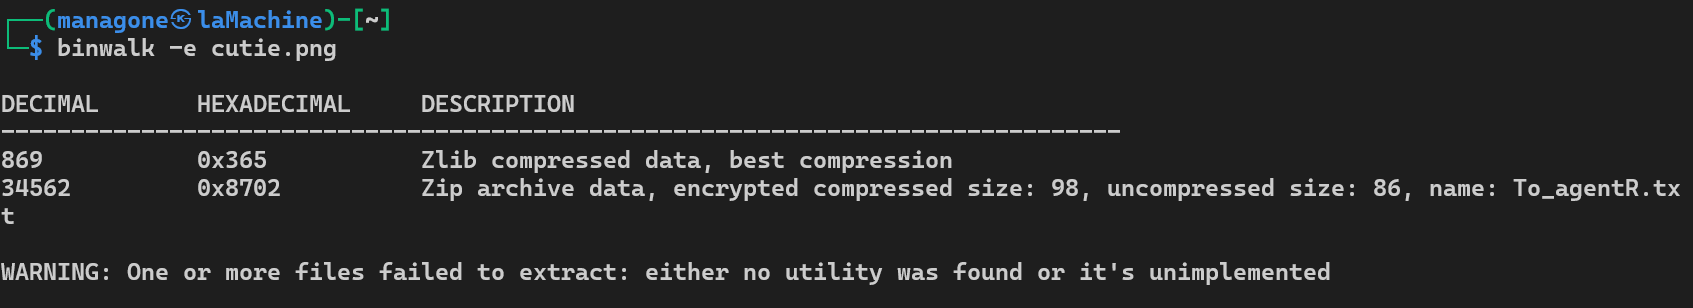 ┌──(managone㉿laMachine)-[~]
└─$ binwalk -e cutie.png
DECIMAL       HEXADECIMAL     DESCRIPTION
--------------------------------------------------------------------------------
869           0x365           Zlib compressed data, best compression
34562         0x8702          Zip archive data, encrypted compressed size: 98, uncompressed size: 86, name: To_agentR.tx
t
WARNING: One or more files failed to extract: either no utility was found or it's unimplemented